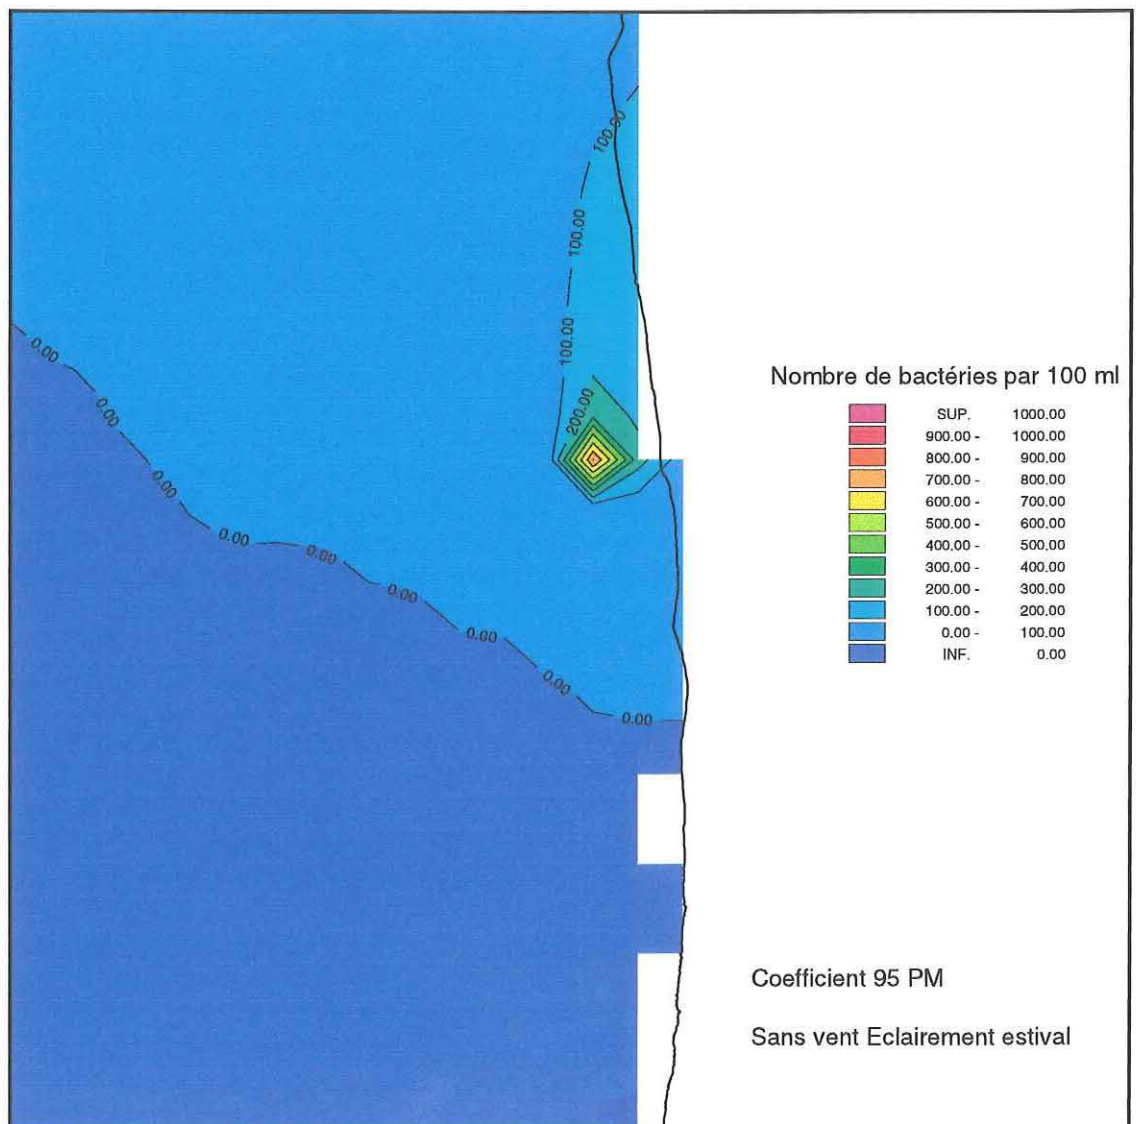 100.00
100.00
100.00
200.00
0.00
0.00
0.00
0.00
0.00
0.00
0.00
0.00
0.00
Nombre de bactéries par 100 ml
SUP. 1000.00
900.00 - 1000.00
800.00 - 900.00
700.00 - 800.00
600.00 - 700.00
500.00 - 600.00
400.00 - 500.00
300.00 - 400.00
200.00 - 300.00
100.00 - 200.00
0.00 - 100.00
INF. 0.00
Coefficient 95 PM
Sans vent Eclairement estival